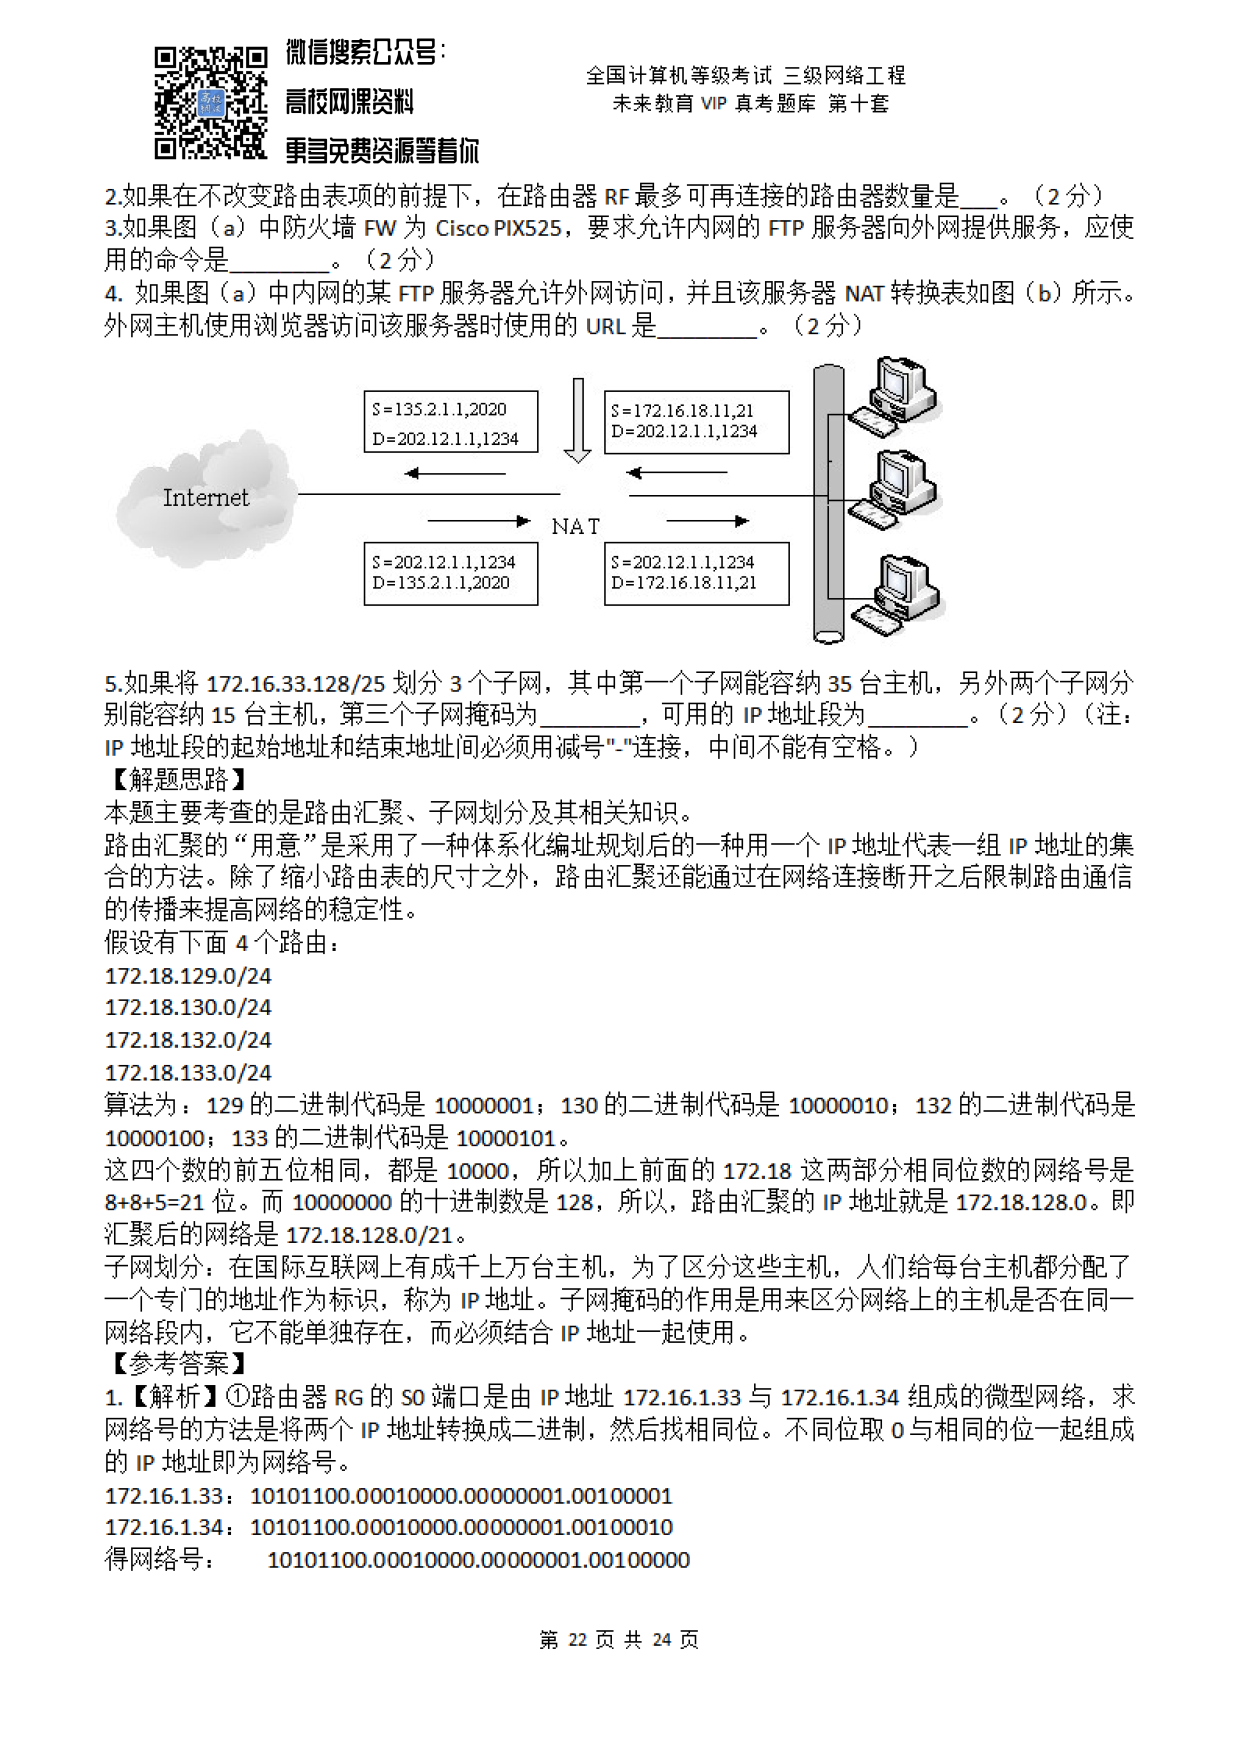 微信搜索公众号:
高校网课资料
更多免费资源等着你
全国计算机等级考试 三级网络工程
未来教育 VIP 真考题库 第十套
2.如果在不改变路由表项的前提下，在路由器 RF 最多可再连接的路由器数量是___。（2 分）
3.如果图（a）中防火墙 FW 为 Cisco PIX525，要求允许内网的 FTP 服务器向外网提供服务，应使
用的命令是________。（2 分）
4. 如果图（a）中内网的某 FTP 服务器允许外网访问，并且该服务器 NAT 转换表如图（b）所示。
外网主机使用浏览器访问该服务器时使用的 URL 是________。（2 分）
S=135.2.1.1,2020
D=202.12.1.1,1234
S=172.16.18.11,21
D=202.12.1.1,1234
Internet
NAT
S=202.12.1.1,1234
D=135.2.1.1,2020
S=202.12.1.1,1234
D=172.16.18.11,21
5.如果将 172.16.33.128/25 划分 3 个子网，其中第一个子网能容纳 35 台主机，另外两个子网分
别能容纳 15 台主机，第三个子网掩码为________，可用的 IP 地址段为________。（2 分）（注：
IP 地址段的起始地址和结束地址间必须用减号"-"连接，中间不能有空格。）
【解题思路】
本题主要考查的是路由汇聚、子网划分及其相关知识。
路由汇聚的“用意”是采用了一种体系化编址规划后的一种用一个 IP 地址代表一组 IP 地址的集
合的方法。除了缩小路由表的尺寸之外，路由汇聚还能通过在网络连接断开之后限制路由通信
的传播来提高网络的稳定性。
假设有下面 4 个路由：
172.18.129.0/24
172.18.130.0/24
172.18.132.0/24
172.18.133.0/24
算法为：129 的二进制代码是 10000001；130 的二进制代码是 10000010；132 的二进制代码是
10000100；133 的二进制代码是 10000101。
这四个数的前五位相同，都是 10000，所以加上前面的 172.18 这两部分相同位数的网络号是
8+8+5=21 位。而 10000000 的十进制数是 128，所以，路由汇聚的 IP 地址就是 172.18.128.0。即
汇聚后的网络是 172.18.128.0/21。
子网划分：在国际互联网上有成千上万台主机，为了区分这些主机，人们给每台主机都分配了
一个专门的地址作为标识，称为 IP 地址。子网掩码的作用是用来区分网络上的主机是否在同一
网络段内，它不能单独存在，而必须结合 IP 地址一起使用。
【参考答案】
1.【解析】①路由器 RG 的 S0 端口是由 IP 地址 172.16.1.33 与 172.16.1.34 组成的微型网络，求
网络号的方法是将两个 IP 地址转换成二进制，然后找相同位。不同位取 0 与相同的位一起组成
的 IP 地址即为网络号。
172.16.1.33：10101100.00010000.00000001.00100001
172.16.1.34：10101100.00010000.00000001.00100010
得网络号： 10101100.00010000.00000001.00100000
第 22 页 共 24 页